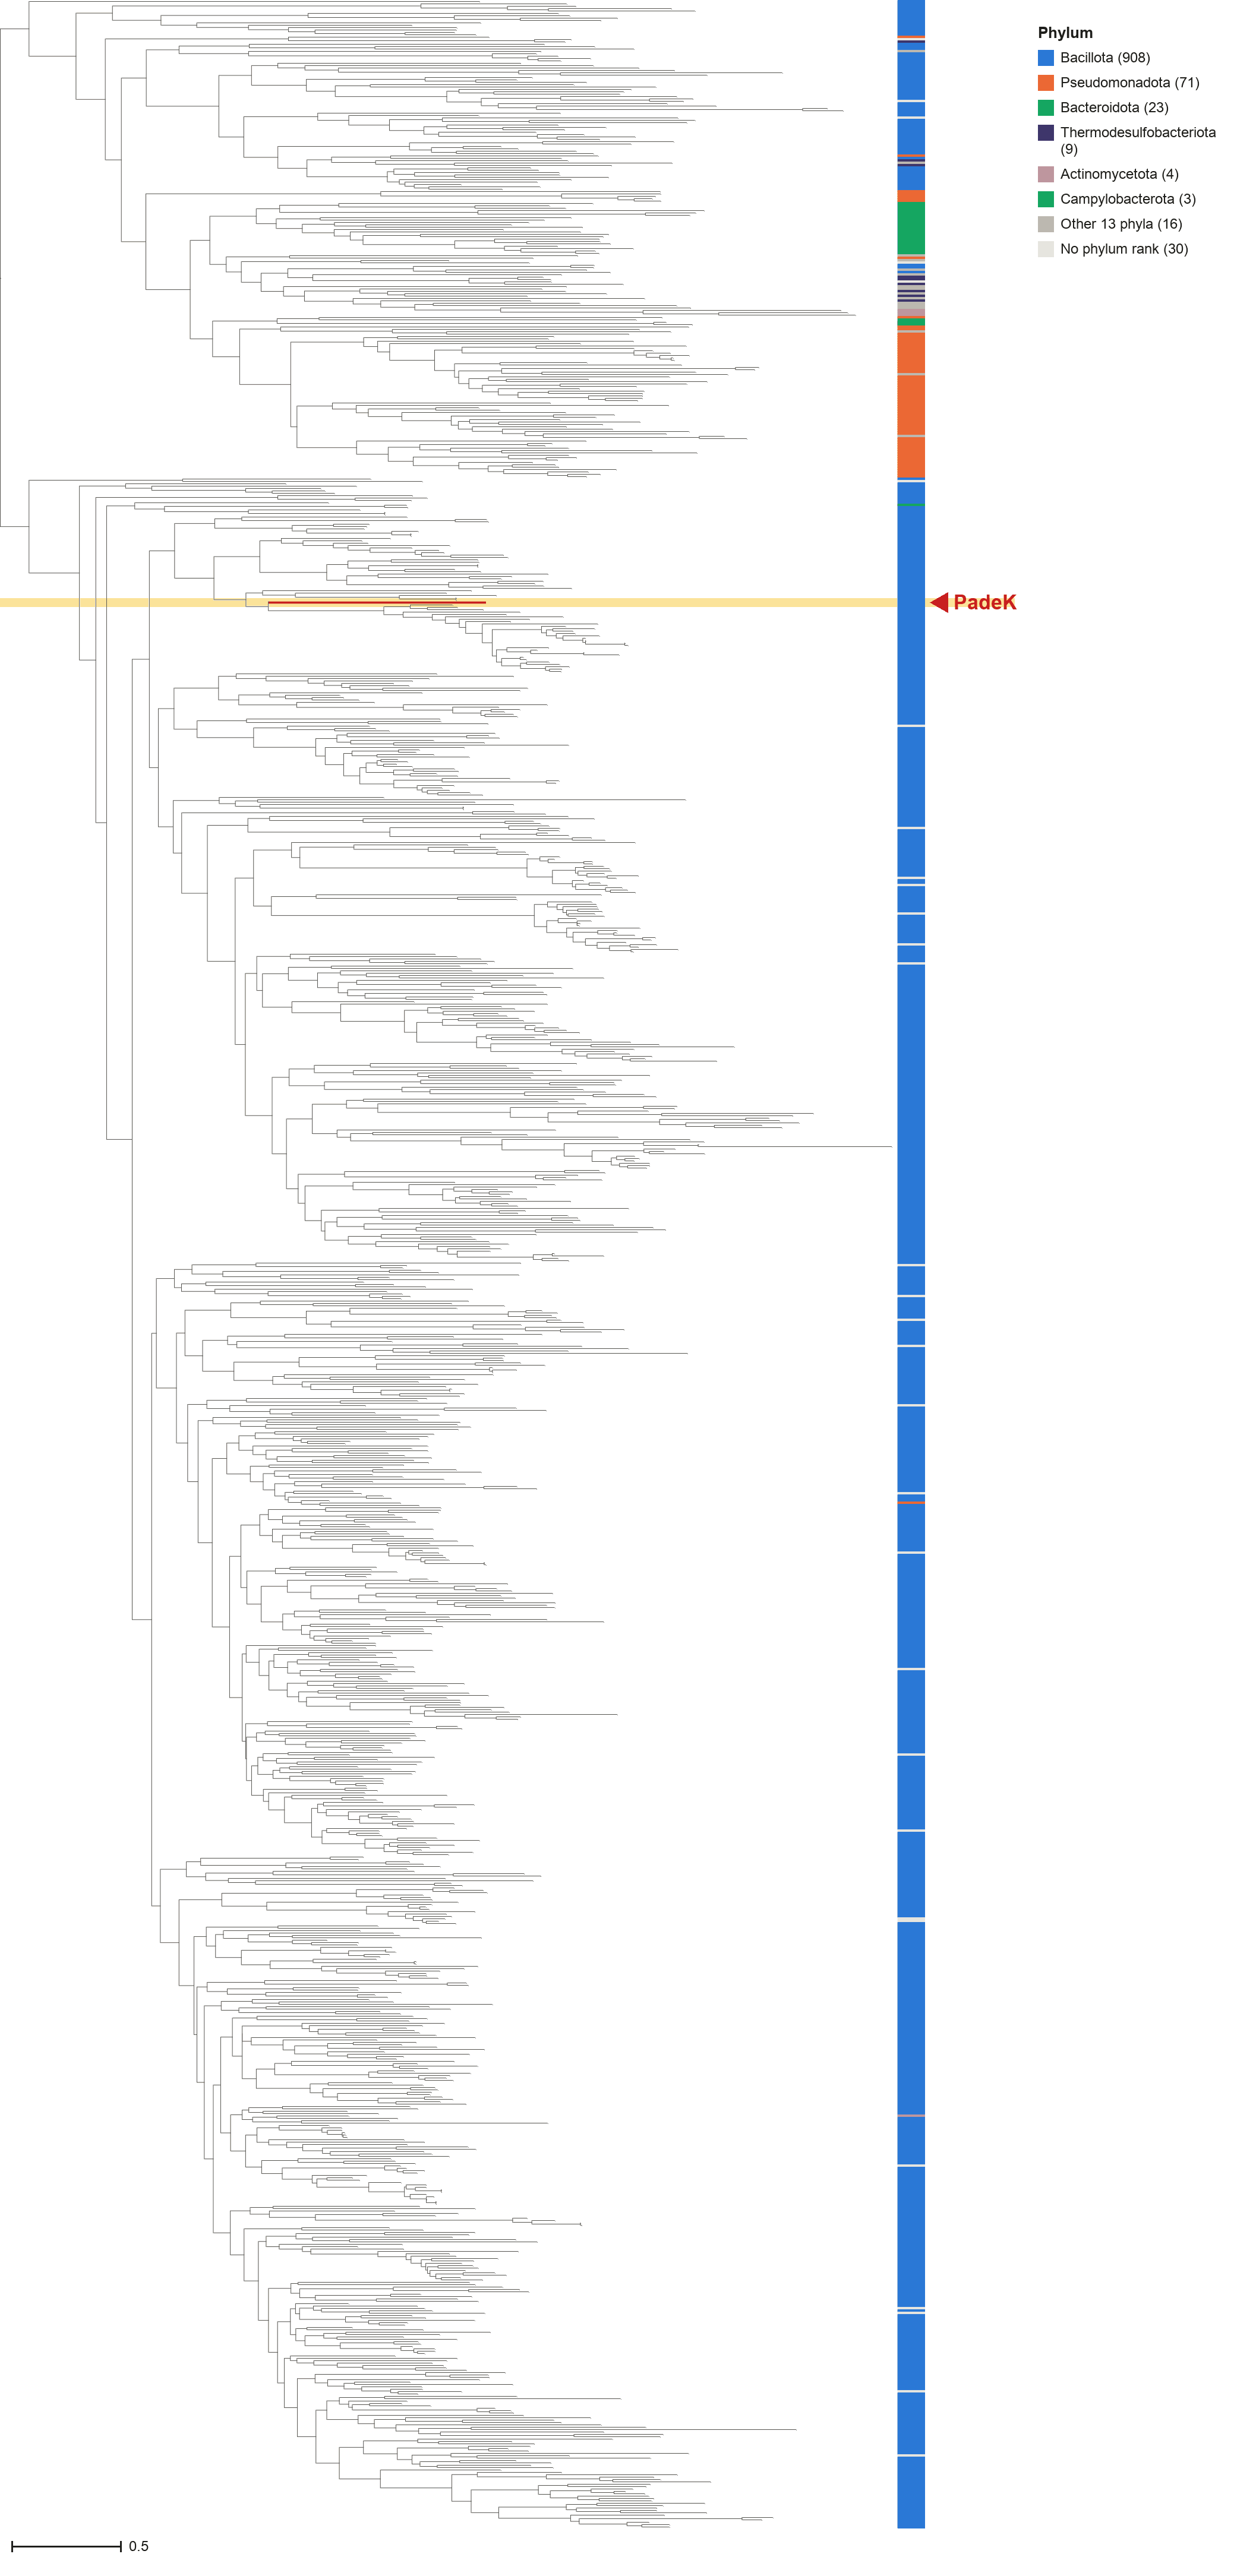 Phylum
Bacillota (908)
Pseudomonadota (71)
Bacteroidota (23)
Thermodesulfobacteriota
(9)
Actinomycetota (4)
Campylobacterota (3)
Other 13 phyla (16)
No phylum rank (30)
PadeK
0.5